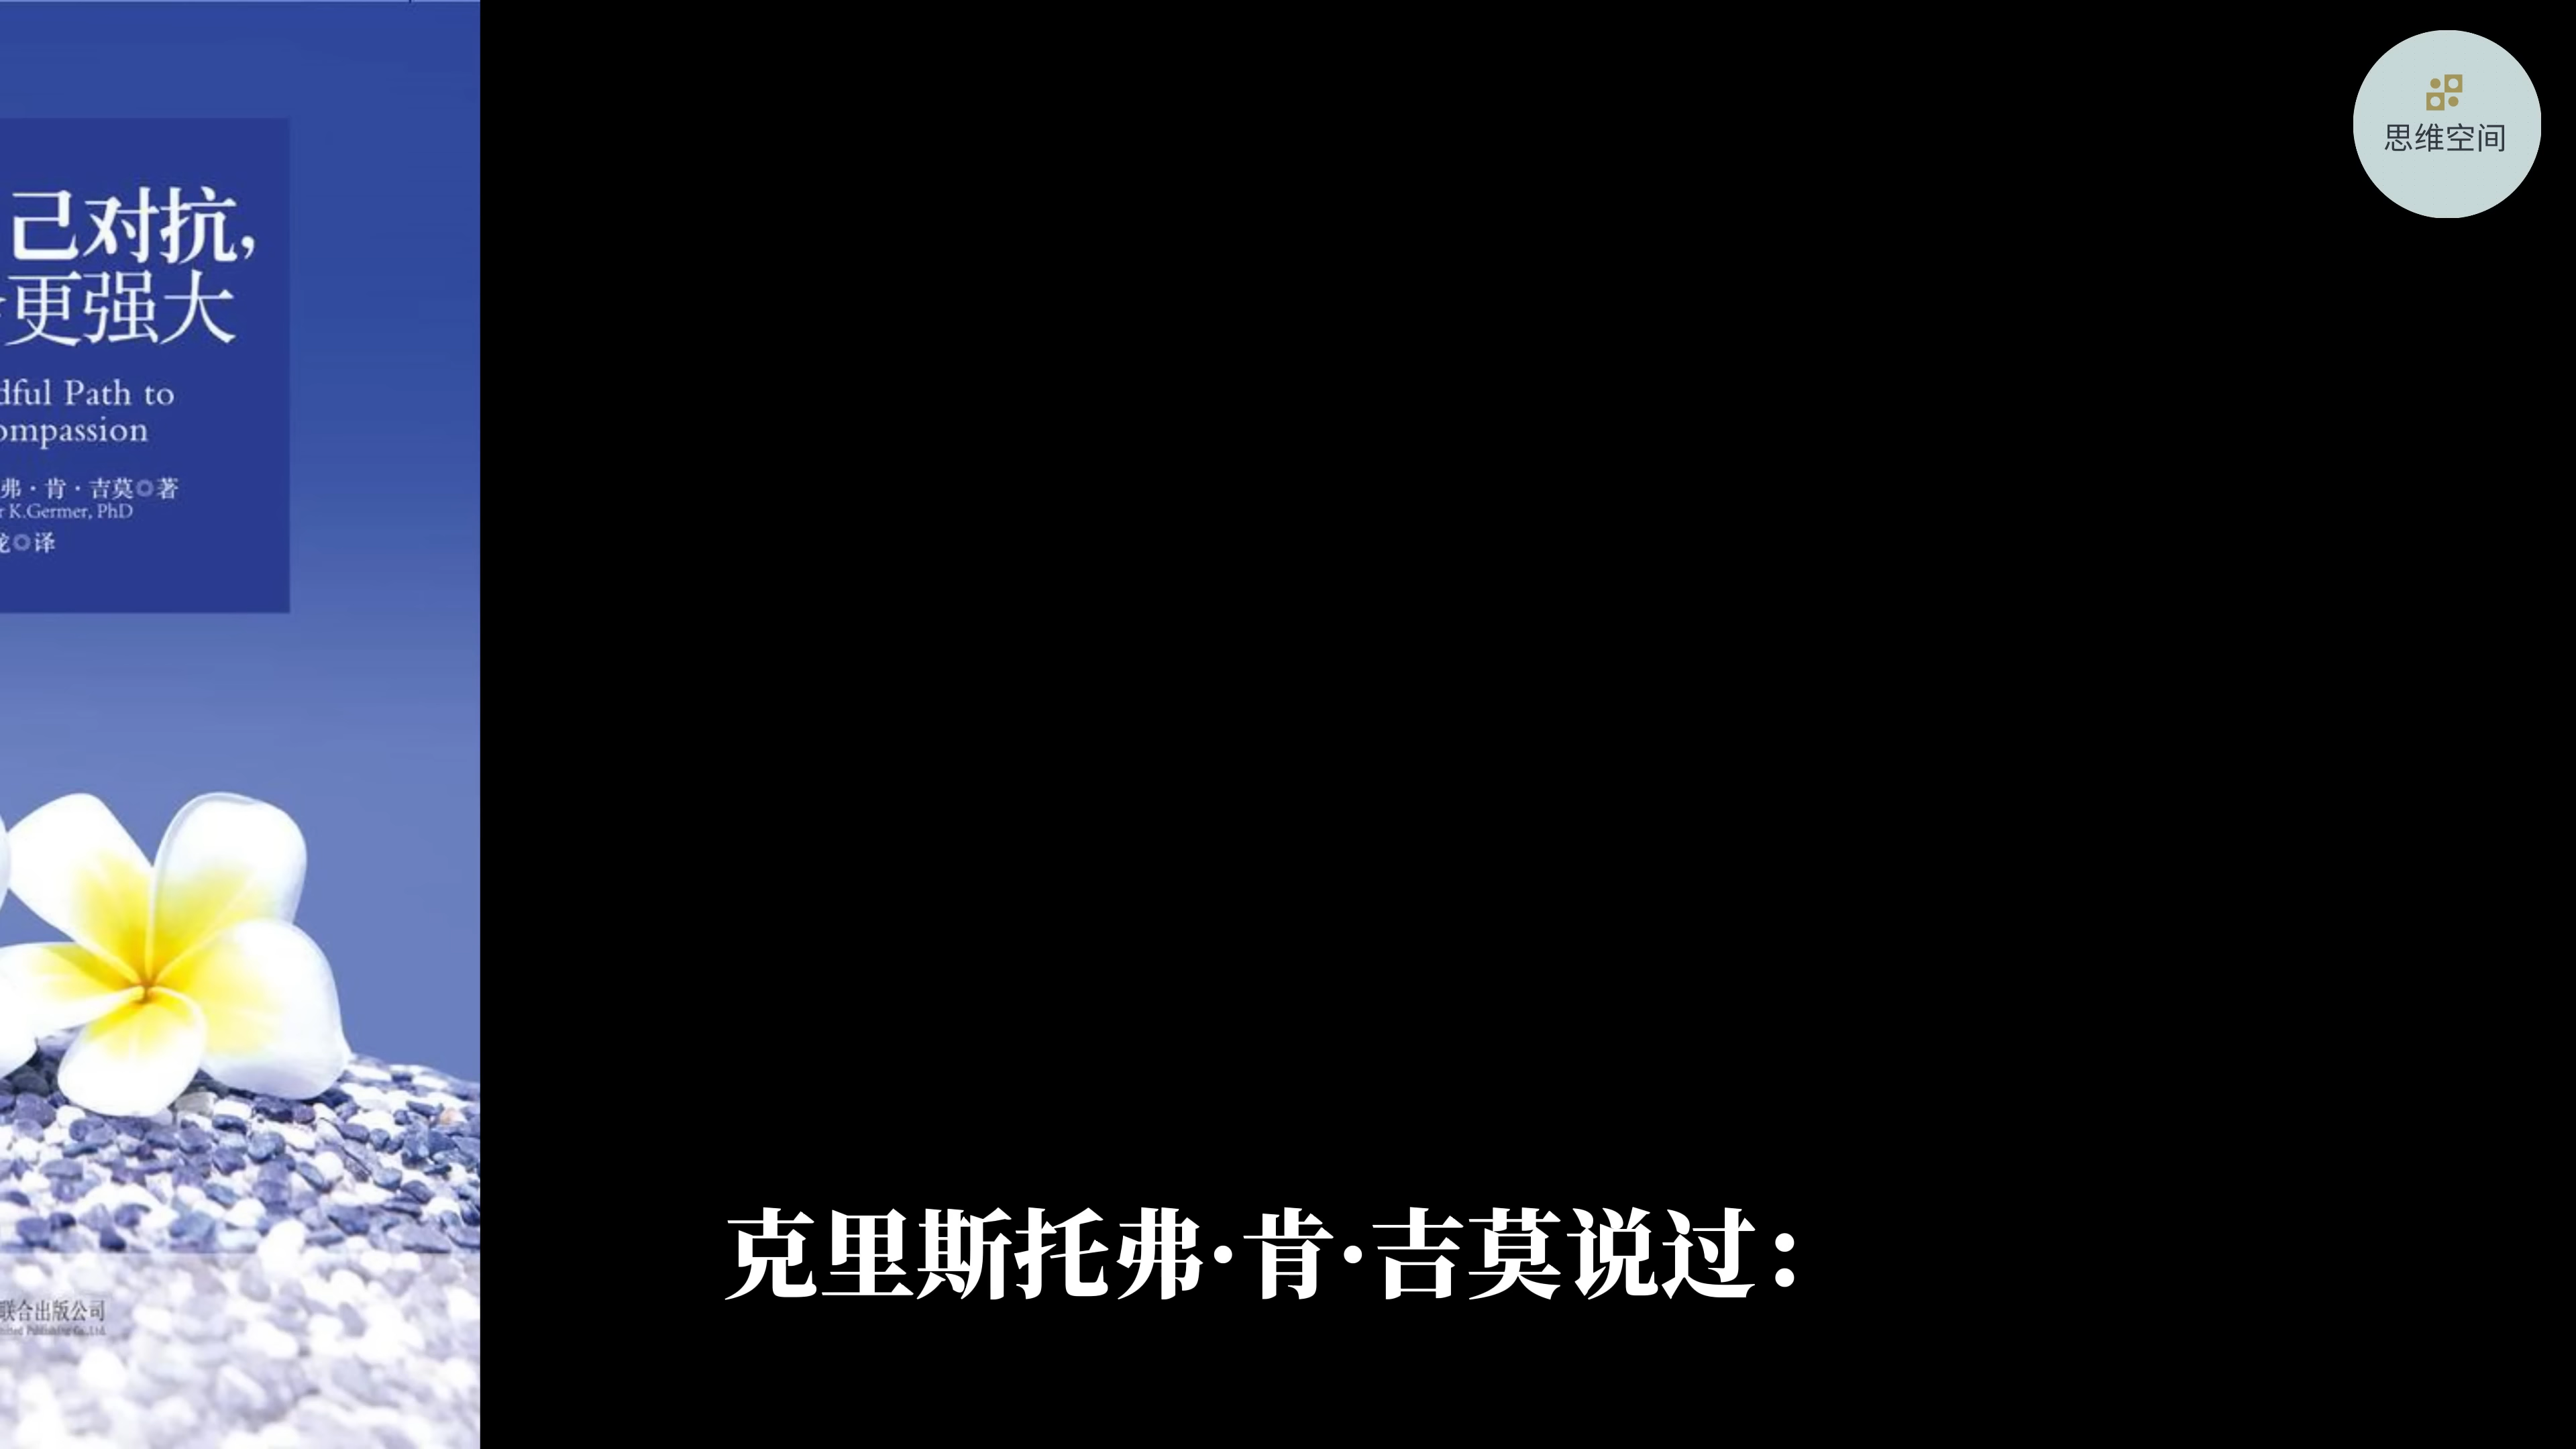 己对抗,
更强大
dful Path to
ompassion
弗·肯·吉莫◎著
r K.Germer, PhD
◎译
联合出版公司
思维空间
克里斯托弗·肯·吉莫说过：